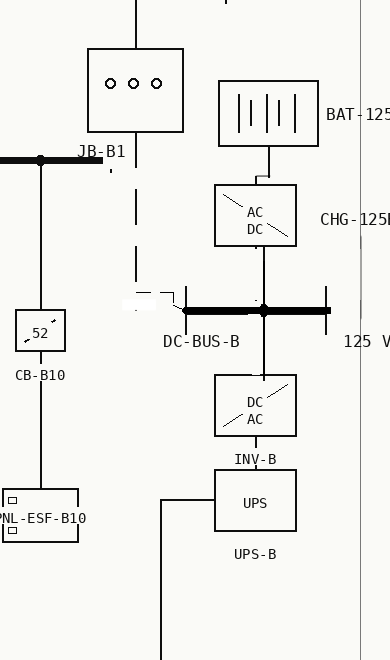 JB-B1
BAT-125
AC
DC
CHG-125
52
DC-BUS-B
125 V
CB-B10
DC
AC
INV-B
UPS
PNL-ESF-B10
UPS-B